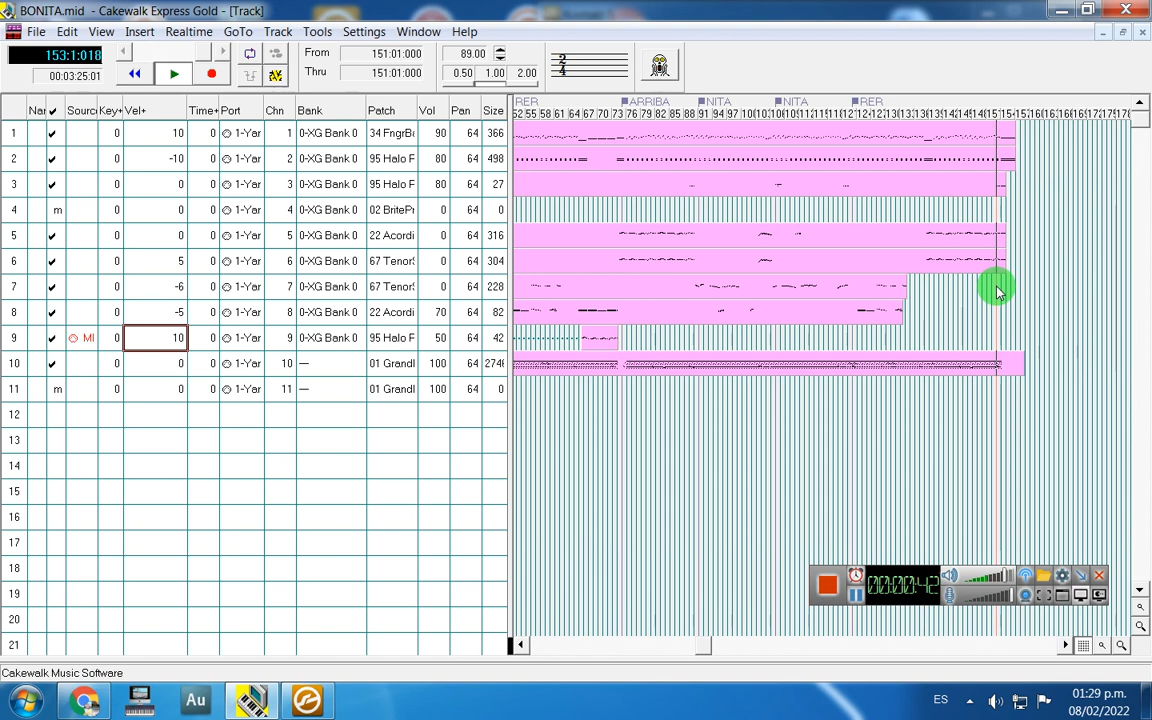 BONITA.mid - Cakewalk Express Gold - [Track]
File Edit View Insert Realtime GoTo Track Tools Settings Window Help
153:1:018
00:03:25:01
From 151:01:000
Thru 151:01:000
89.00
0.50 1.00 2.00
2
4
RER ARRIBA NITA NITA RER
Nar Sourc Key+ Vel+ Time+ Port Chn Bank Patch Vol Pan Size
1 0 10 0 1-Yar 1 0-XG Bank 0 34 FngrBa 90 64 366
2 0 -10 0 1-Yar 2 0-XG Bank 0 95 Halo F 80 64 498
3 0 0 0 1-Yar 3 0-XG Bank 0 95 Halo F 80 64 27
4 m 0 0 0 1-Yar 4 0-XG Bank 0 02 BritePr 0 64 0
5 0 0 0 1-Yar 5 0-XG Bank 0 22 Acordi 0 64 316
6 0 5 0 1-Yar 6 0-XG Bank 0 67 Tenor 0 64 304
7 0 -6 0 1-Yar 7 0-XG Bank 0 67 Tenor 0 64 228
8 0 -5 0 1-Yar 8 0-XG Bank 0 22 Acordi 70 64 82
9 MI 0 10 0 1-Yar 9 0-XG Bank 0 95 Halo F 50 64 42
10 0 0 0 1-Yar 10 — 01 Grandl 100 64 2746
11 m 0 0 0 1-Yar 11 — 01 Grandl 100 64 0
12
13
14
15
16
17
18
19
20
21
00:00:42
Cakewalk Music Software
Au
ES
01:29 p.m.
08/02/2022